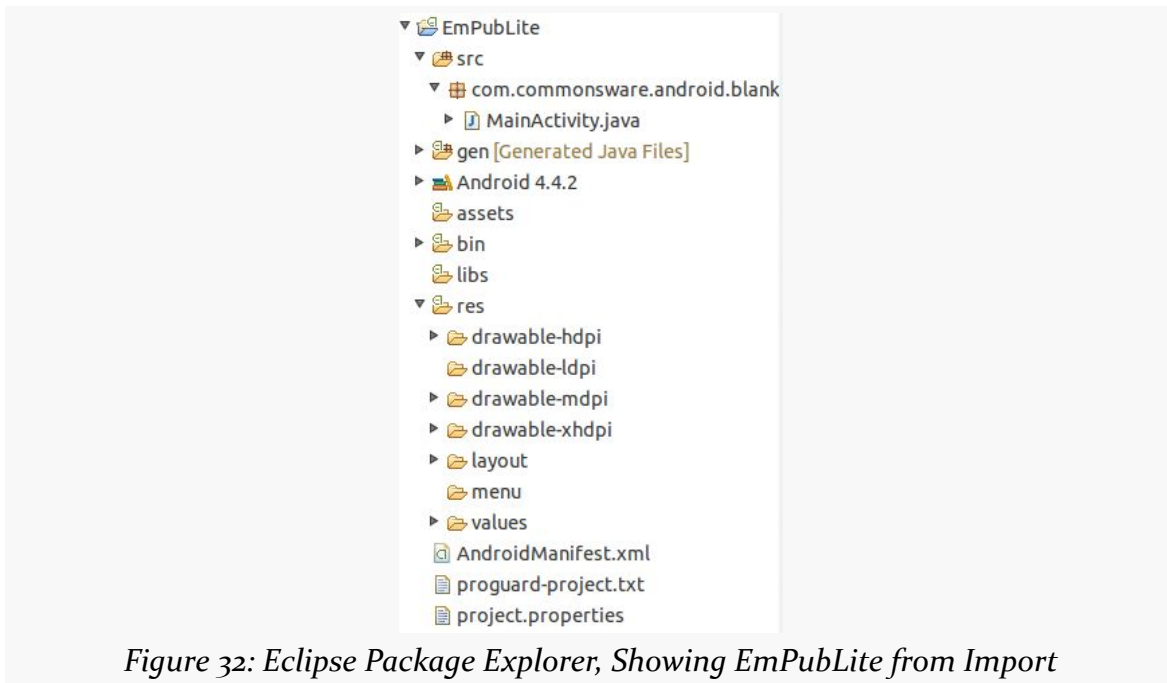 EmPubLite
src
com.commonsware.android.blank
MainActivity.java
gen [Generated Java Files]
Android 4.4.2
assets
bin
libs
res
drawable-hdpi
drawable-ldpi
drawable-mdpi
drawable-xhdpi
layout
menu
values
AndroidManifest.xml
proguard-project.txt
project.properties
Figure 32: Eclipse Package Explorer, Showing EmPubLite from Import